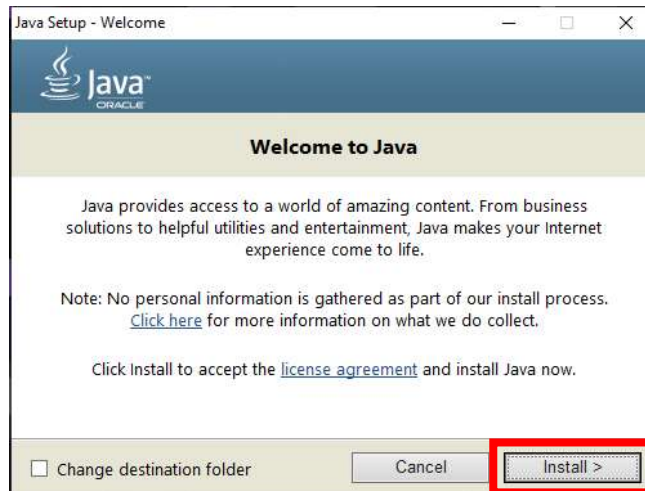 Java Setup - Welcome
Java™
ORACLE
Welcome to Java
Java provides access to a world of amazing content. From business
solutions to helpful utilities and entertainment, Java makes your Internet
experience come to life.
Note: No personal information is gathered as part of our install process.
Click here for more information on what we do collect.
Click Install to accept the license agreement and install Java now.
Change destination folder
Cancel
Install >